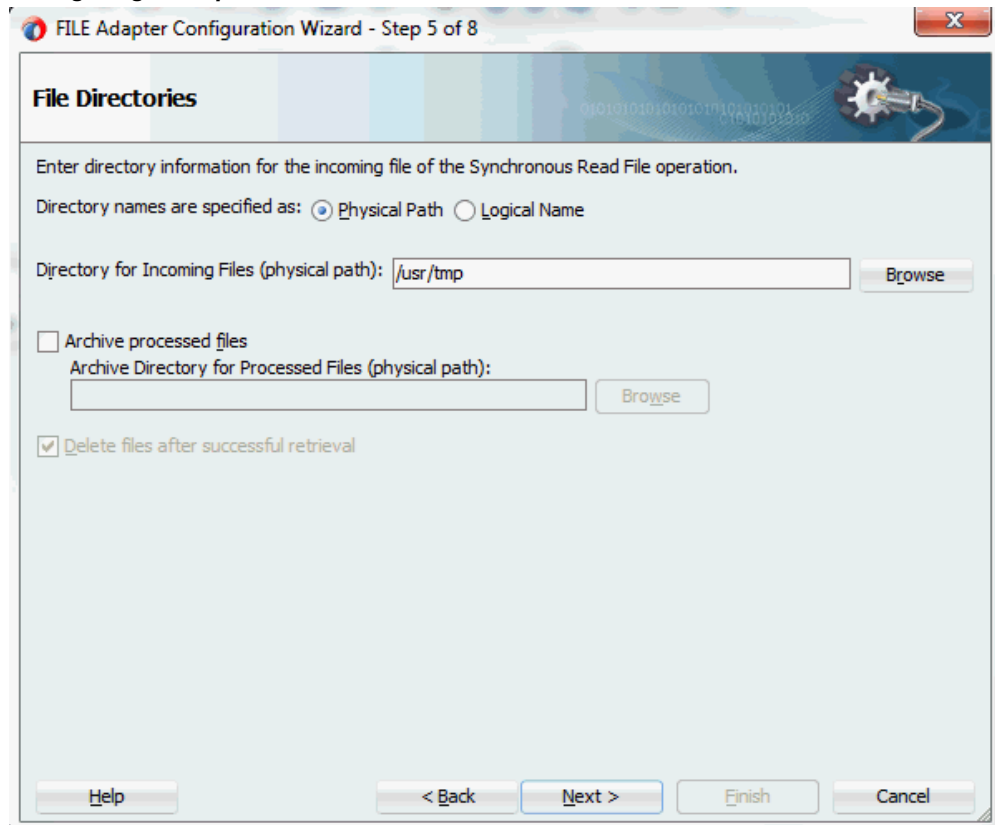 FILE Adapter Configuration Wizard - Step 5 of 8
File Directories
Enter directory information for the incoming file of the Synchronous Read File operation.
Directory names are specified as: Physical Path Logical Name
Directory for Incoming Files (physical path): /usr/tmp Browse
Archive processed files
Archive Directory for Processed Files (physical path):
Browse
Delete files after successful retrieval
Help < Back Next > Finish Cancel